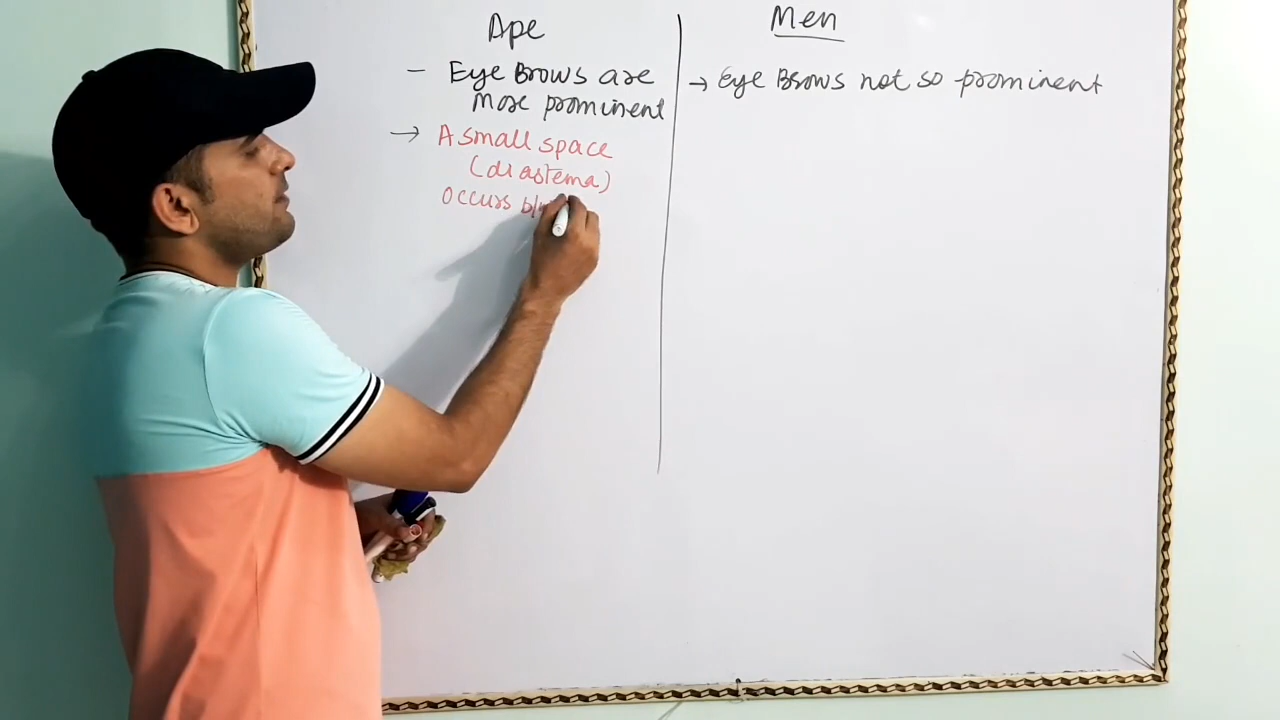 Ape
- Eye Brows are
More prominent
→ A small space
(diastema)
Occurs
Men
→ Eye Brows not so prominent